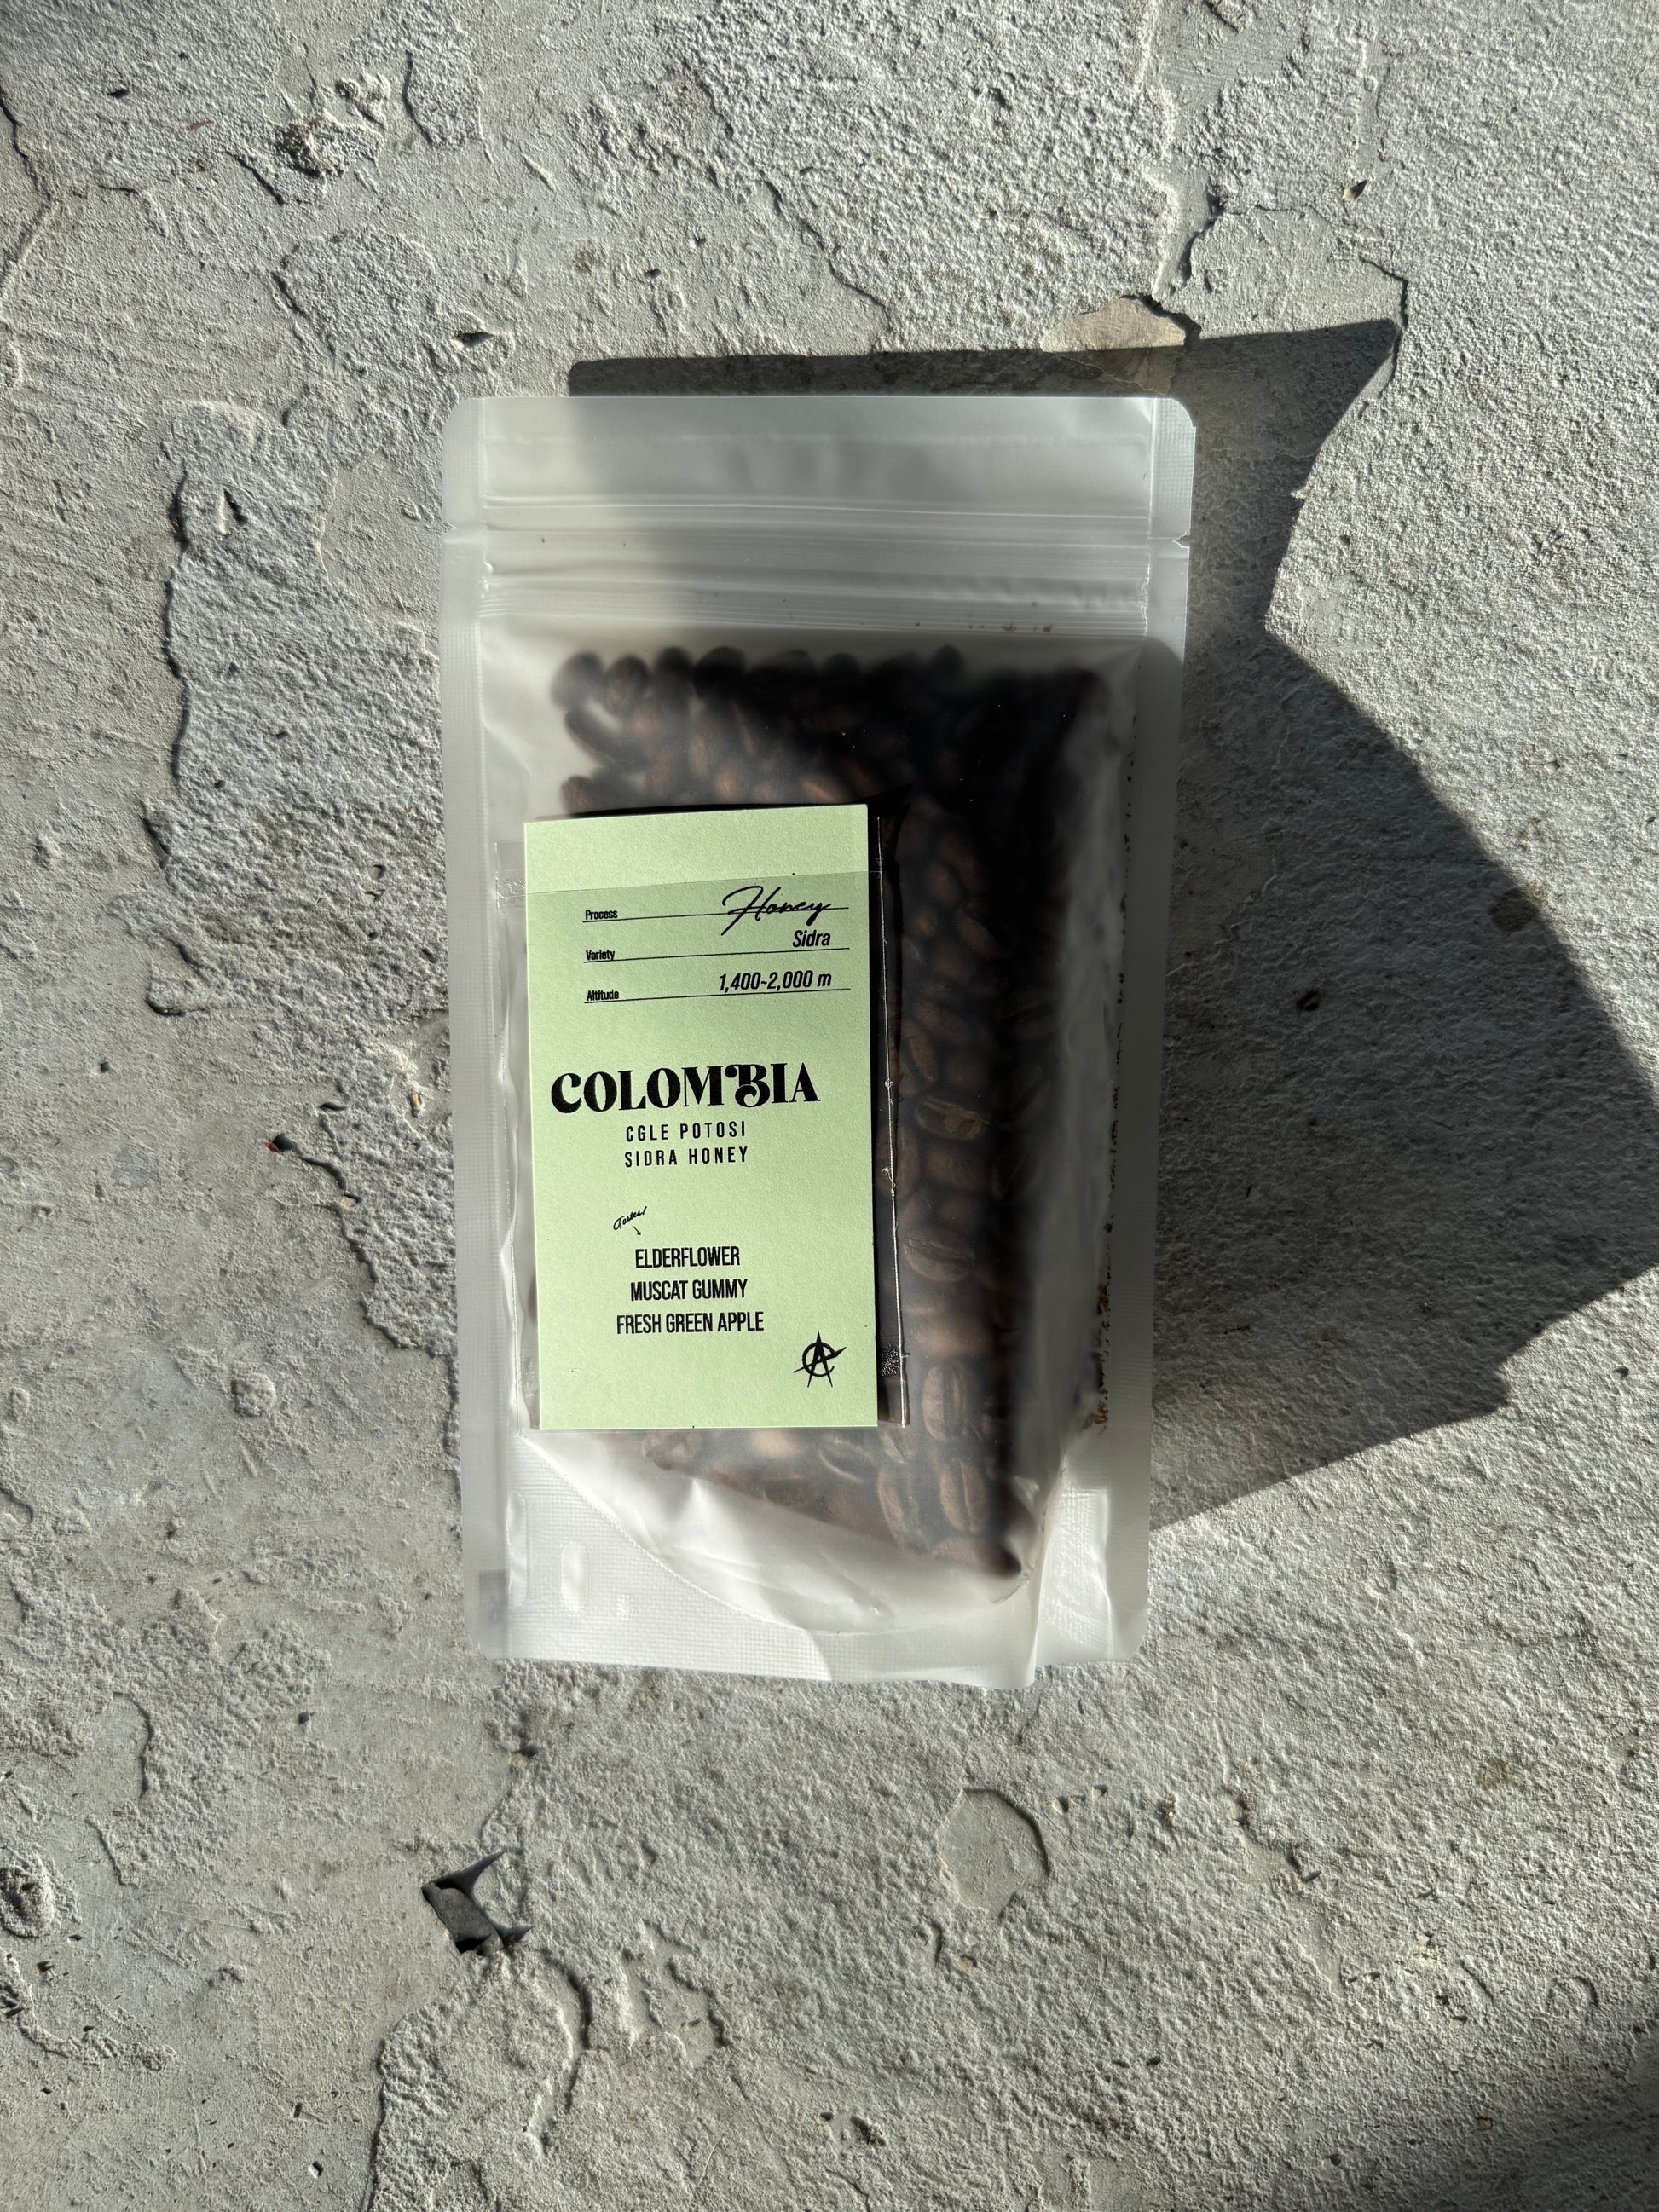 Process Honey
Variety Sidra
Altitude 1,400-2,000 m
COLOMBIA
CGLE POTOSI
SIDRA HONEY
ELDERFLOWER
MUSCAT GUMMY
FRESH GREEN APPLE